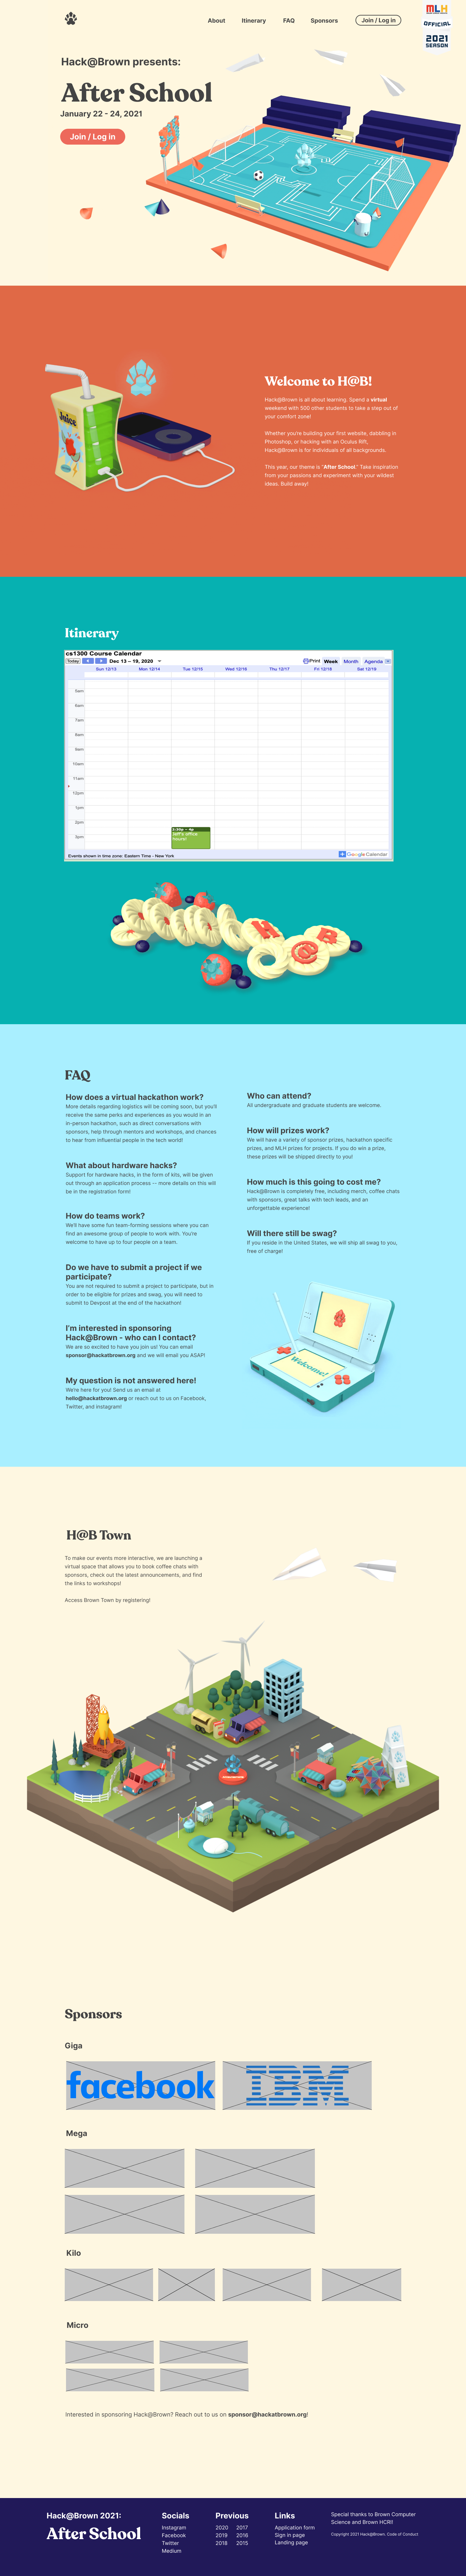 About Itinerary FAQ Sponsors Join / Log in
MLH
OFFICIAL
2021
SEASON
Hack@Brown presents:
After School
January 22 - 24, 2021
Join / Log in
Juice
Welcome to H@B!
Hack@Brown is all about learning. Spend a virtual
weekend with 500 other students to take a step out of
your comfort zone!
Whether you're building your first website, dabbling in
Photoshop, or hacking with an Oculus Rift,
Hack@Brown is for individuals of all backgrounds.
This year, our theme is "After School." Take inspiration
from your passions and experiment with your wildest
ideas. Build away!
Itinerary
cs1300 Course Calendar
Today Dec 13 – 19, 2020 Print Week Month Agenda
Sun 12/13 Mon 12/14 Tue 12/15 Wed 12/16 Thu 12/17 Fri 12/18 Sat 12/19
5am
6am
7am
8am
9am
10am
11am
12pm
1pm
2pm
3pm
Jeff's office
hours!
Events shown in time zone: Eastern Time - New York
Google Calendar
H @ B
FAQ
How does a virtual hackathon work?
More details regarding logistics will be coming soon, but you'll
receive the same perks and experiences as you would in an
in-person hackathon, such as direct conversations with
sponsors, help through mentors and workshops, and chances
to hear from influential people in the tech world!
What about hardware hacks?
Support for hardware hacks, in the form of kits, will be given
out through an application process -- more details on this will
be in the registration form!
How do teams work?
We'll have some fun team-forming sessions where you can
find an awesome group of people to work with. You're
welcome to have up to four people on a team.
Do we have to submit a project if we
participate?
You are not required to submit a project to participate, but in
order to be eligible for prizes and swag, you will need to
submit to Devpost at the end of the hackathon!
I'm interested in sponsoring
Hack@Brown - who can I contact?
We are so excited to have you join us! You can email
sponsor@hackatbrown.org and we will email you ASAP!
My question is not answered here!
We're here for you! Send us an email at
hello@hackatbrown.org or reach out to us on Facebook,
Twitter, and Instagram!
Who can attend?
All undergraduate and graduate students are welcome.
How will prizes work?
We will have a variety of sponsor prizes, hackathon specific
prizes, and MLH prizes for projects. If you do win a prize,
these prizes will be shipped directly to you!
How much is this going to cost me?
Hack@Brown is completely free, including merch, coffee chats
with sponsors, great talks with tech leads, and an
unforgettable experience!
Will there still be swag?
If you reside in the United States, we will ship all swag to you,
free of charge!
Welcome!
H@B Town
To make our events more interactive, we are launching a
virtual space that allows you to book coffee chats with
sponsors, check out the latest announcements, and find
the links to workshops!
Access Brown Town by registering!
Sponsors
Giga
facebook
IBM
Mega
Kilo
Micro
Interested in sponsoring Hack@Brown? Reach out to us on sponsor@hackatbrown.org!
Hack@Brown 2021:
After School
Socials
Instagram
Facebook
Twitter
Medium
Previous
2020 2017
2019 2016
2018 2015
Links
Application form
Sign in page
Landing page
Special thanks to Brown Computer
Science and Brown HCRI!
Copyright 2021 Hack@Brown. Code of Conduct